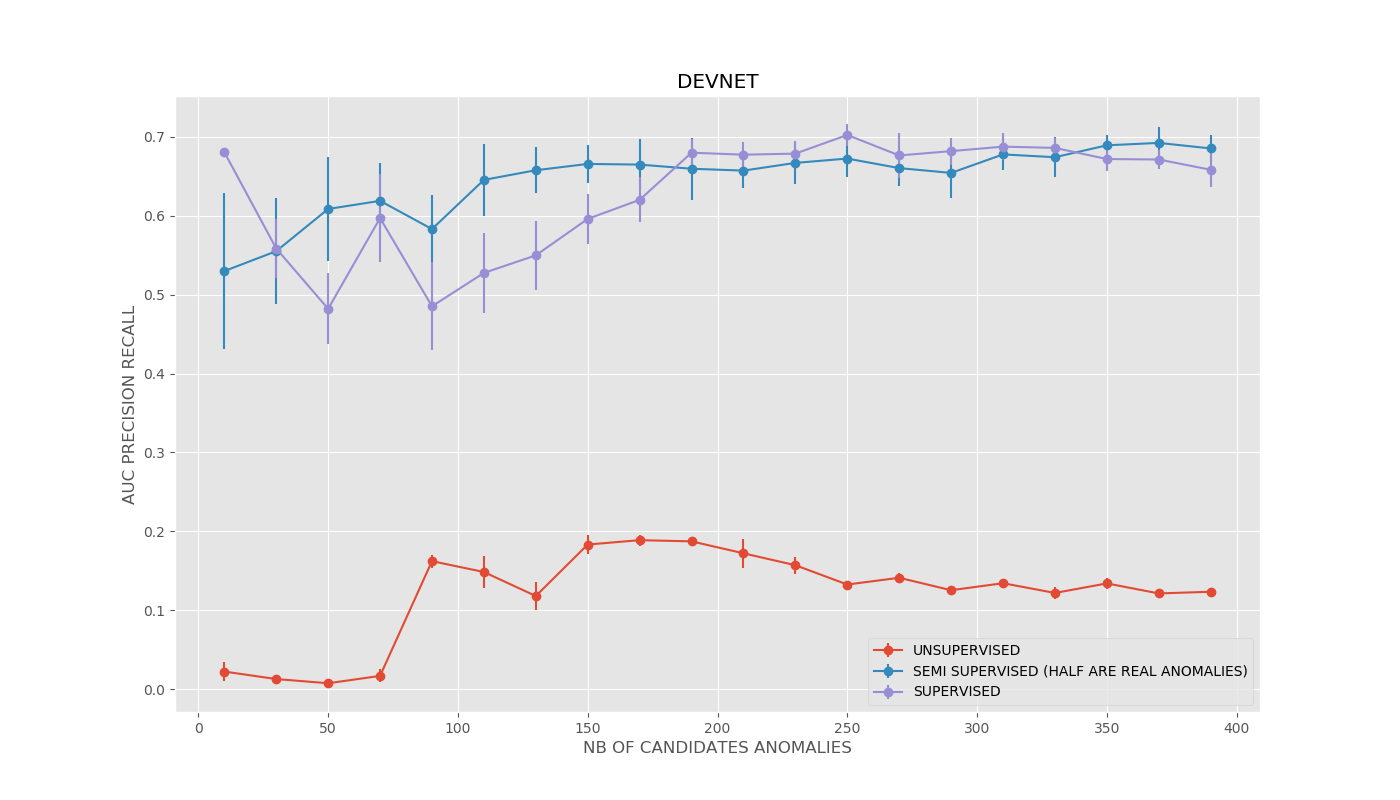 DEVNET
AUC PRECISION RECALL
0.7
0.6
0.5
0.4
0.3
0.2
0.1
0.0
UNSUPERVISED
SEMI SUPERVISED (HALF ARE REAL ANOMALIES)
SUPERVISED
0 50 100 150 200 250 300 350 400
NB OF CANDIDATES ANOMALIES